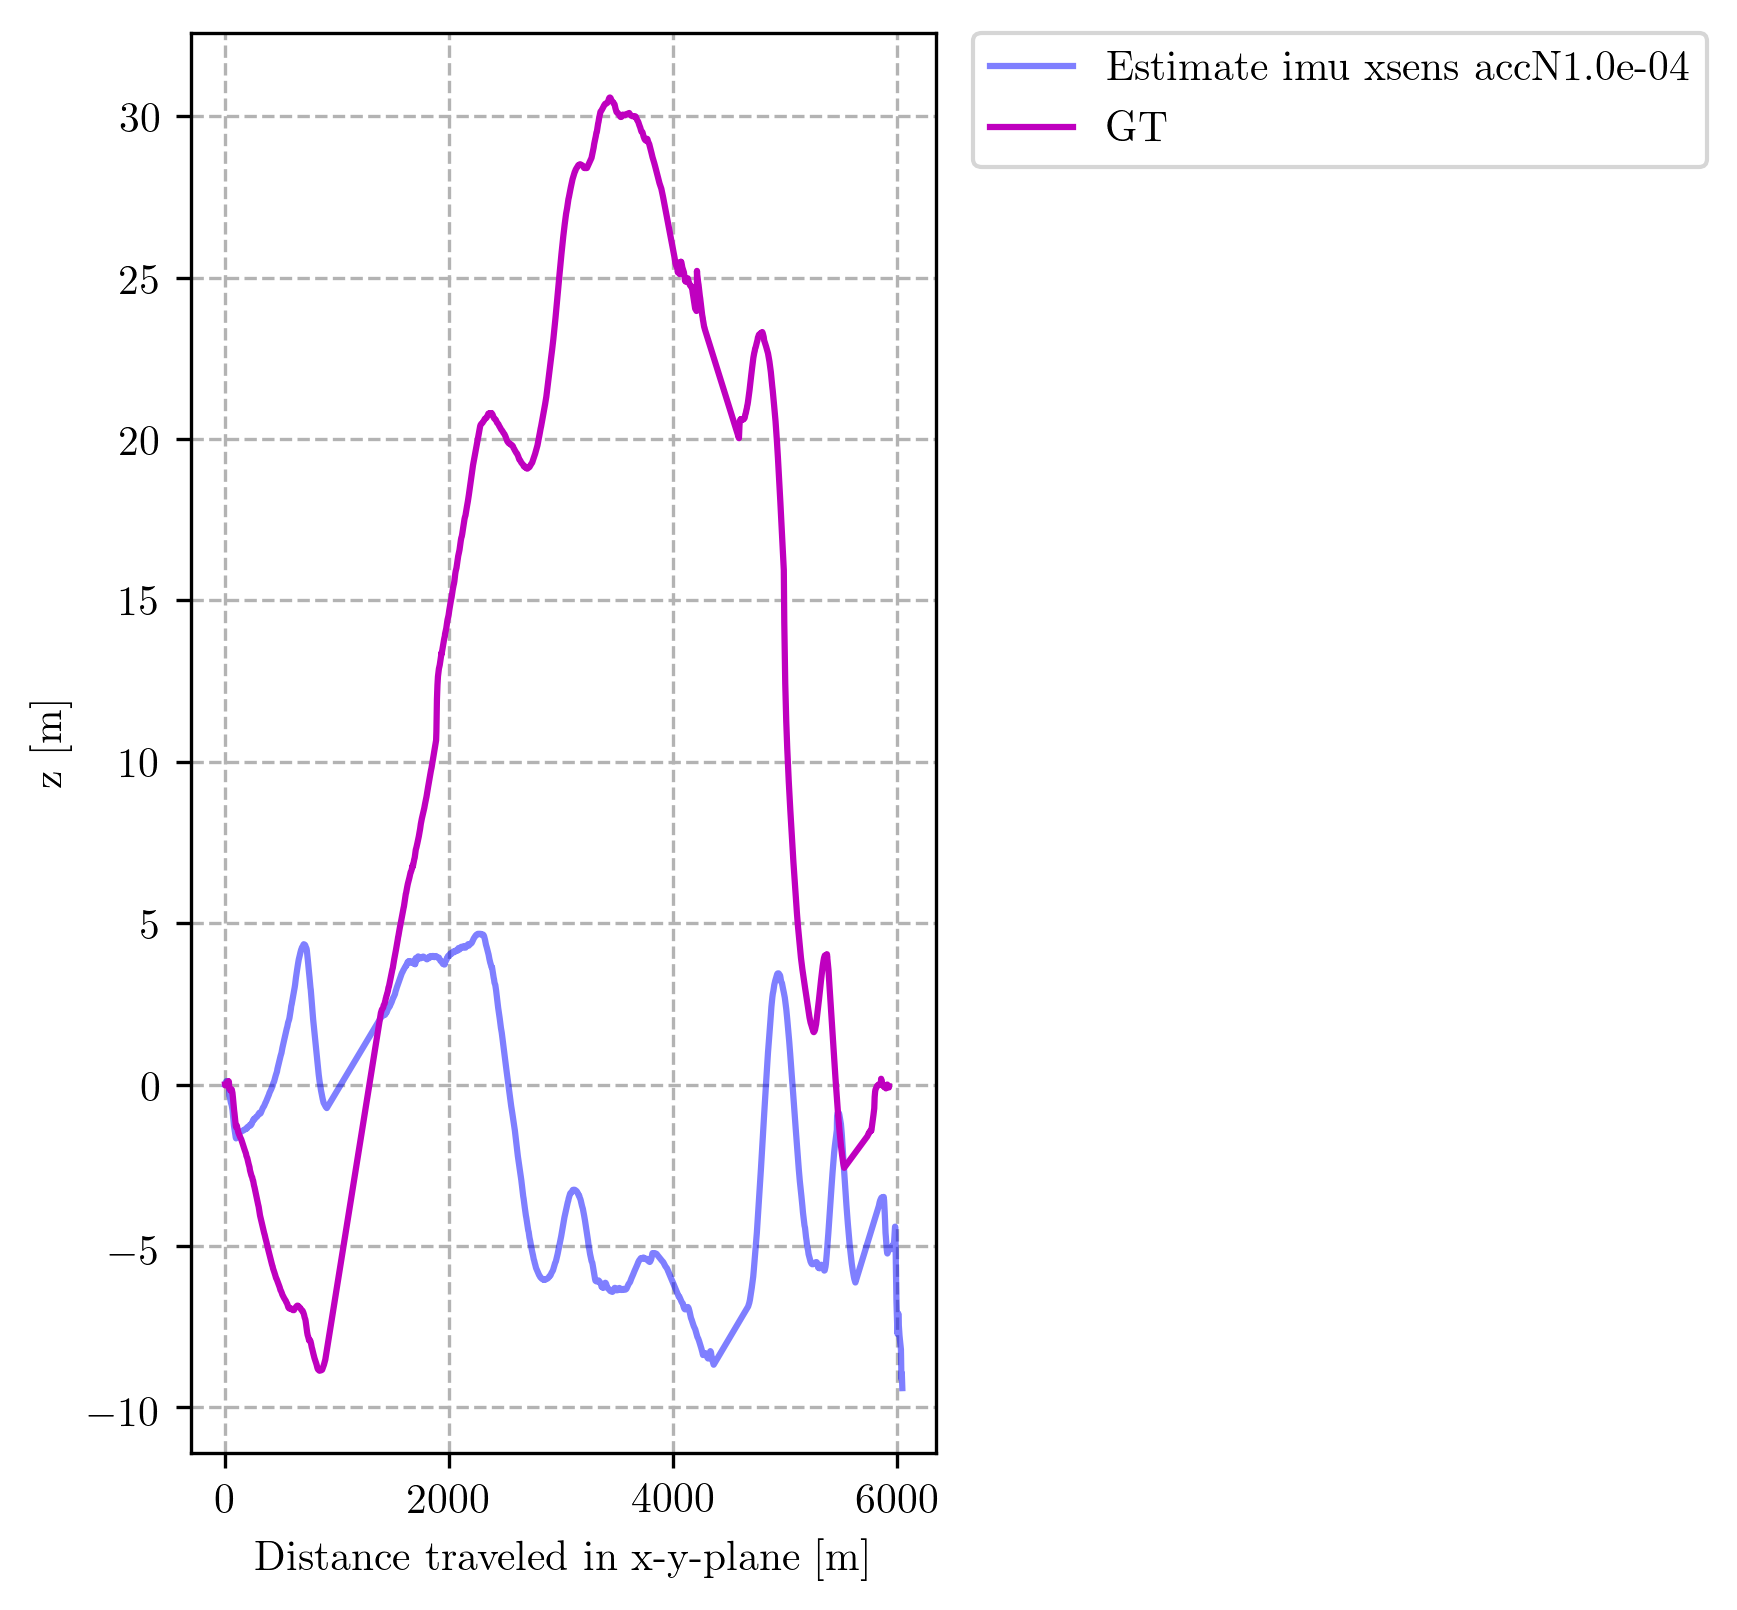 Estimate imu xsens accN1.0e-04
GT
30
25
20
15
10
5
0
−5
−10
z [m]
0 2000 4000 6000
Distance traveled in x-y-plane [m]